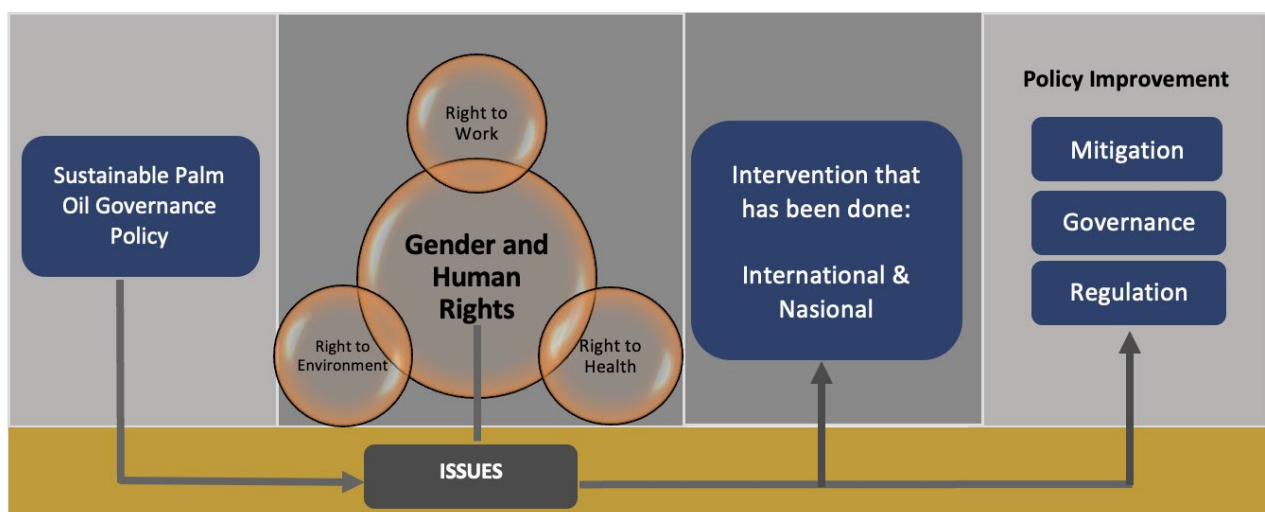 Sustainable Palm
Oil Governance
Policy
Right to
Work
Gender and
Human
Rights
Right to
Environment
Right to
Health
ISSUES
Intervention that
has been done:
International &
Nasional
Policy Improvement
Mitigation
Governance
Regulation